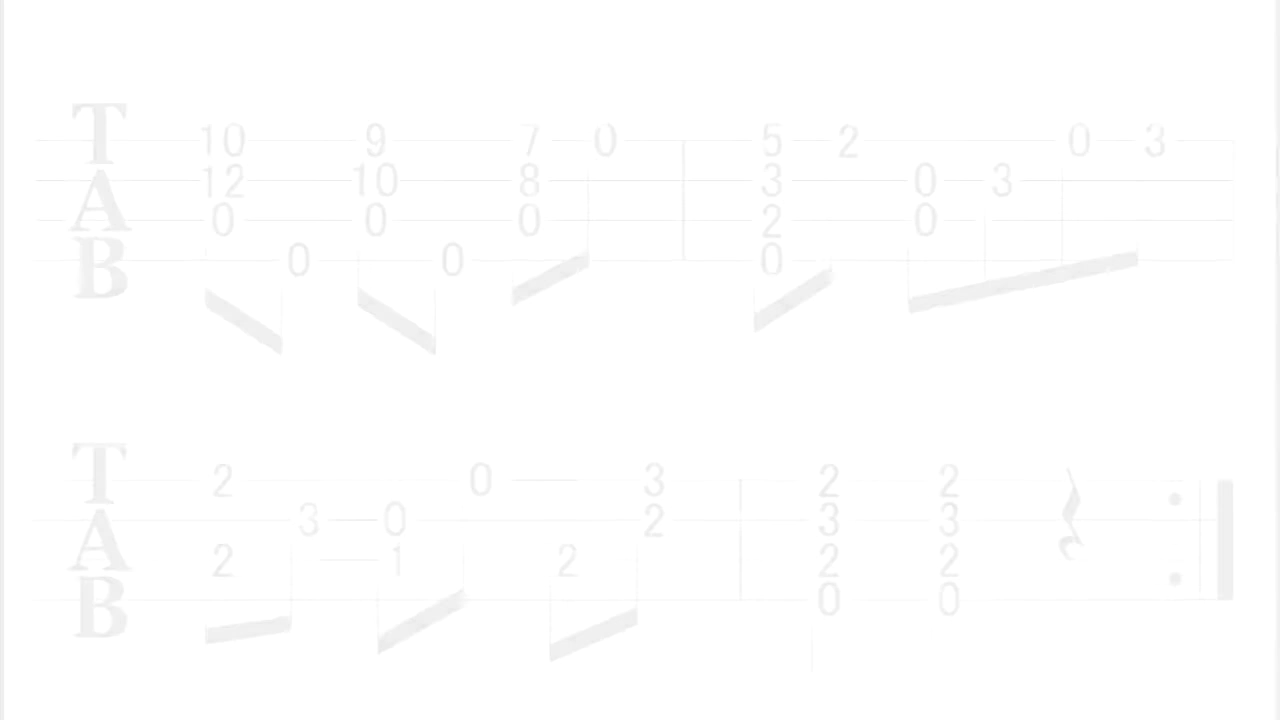 T 10 9 7 0 5 2 0 3
A 12 10 8 3 0 3
0 0 0 2 0
B 0 0 0
T 2 0 3 2 2
A 3 0 2 3 3
2 1 2 2 2
B 0 0